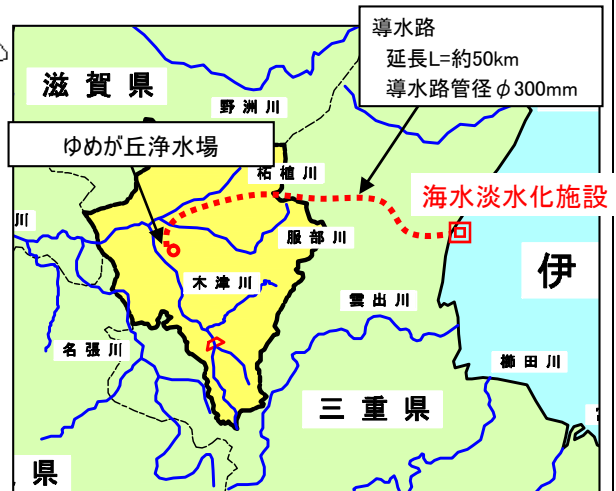 導水路
延長L=約50km
導水路管径φ300mm
滋賀県
野洲川
ゆめが丘浄水場
柘植川
海水淡水化施設
川
服部川
伊
木津川
雲出川
名張川
櫛田川
三重県
県